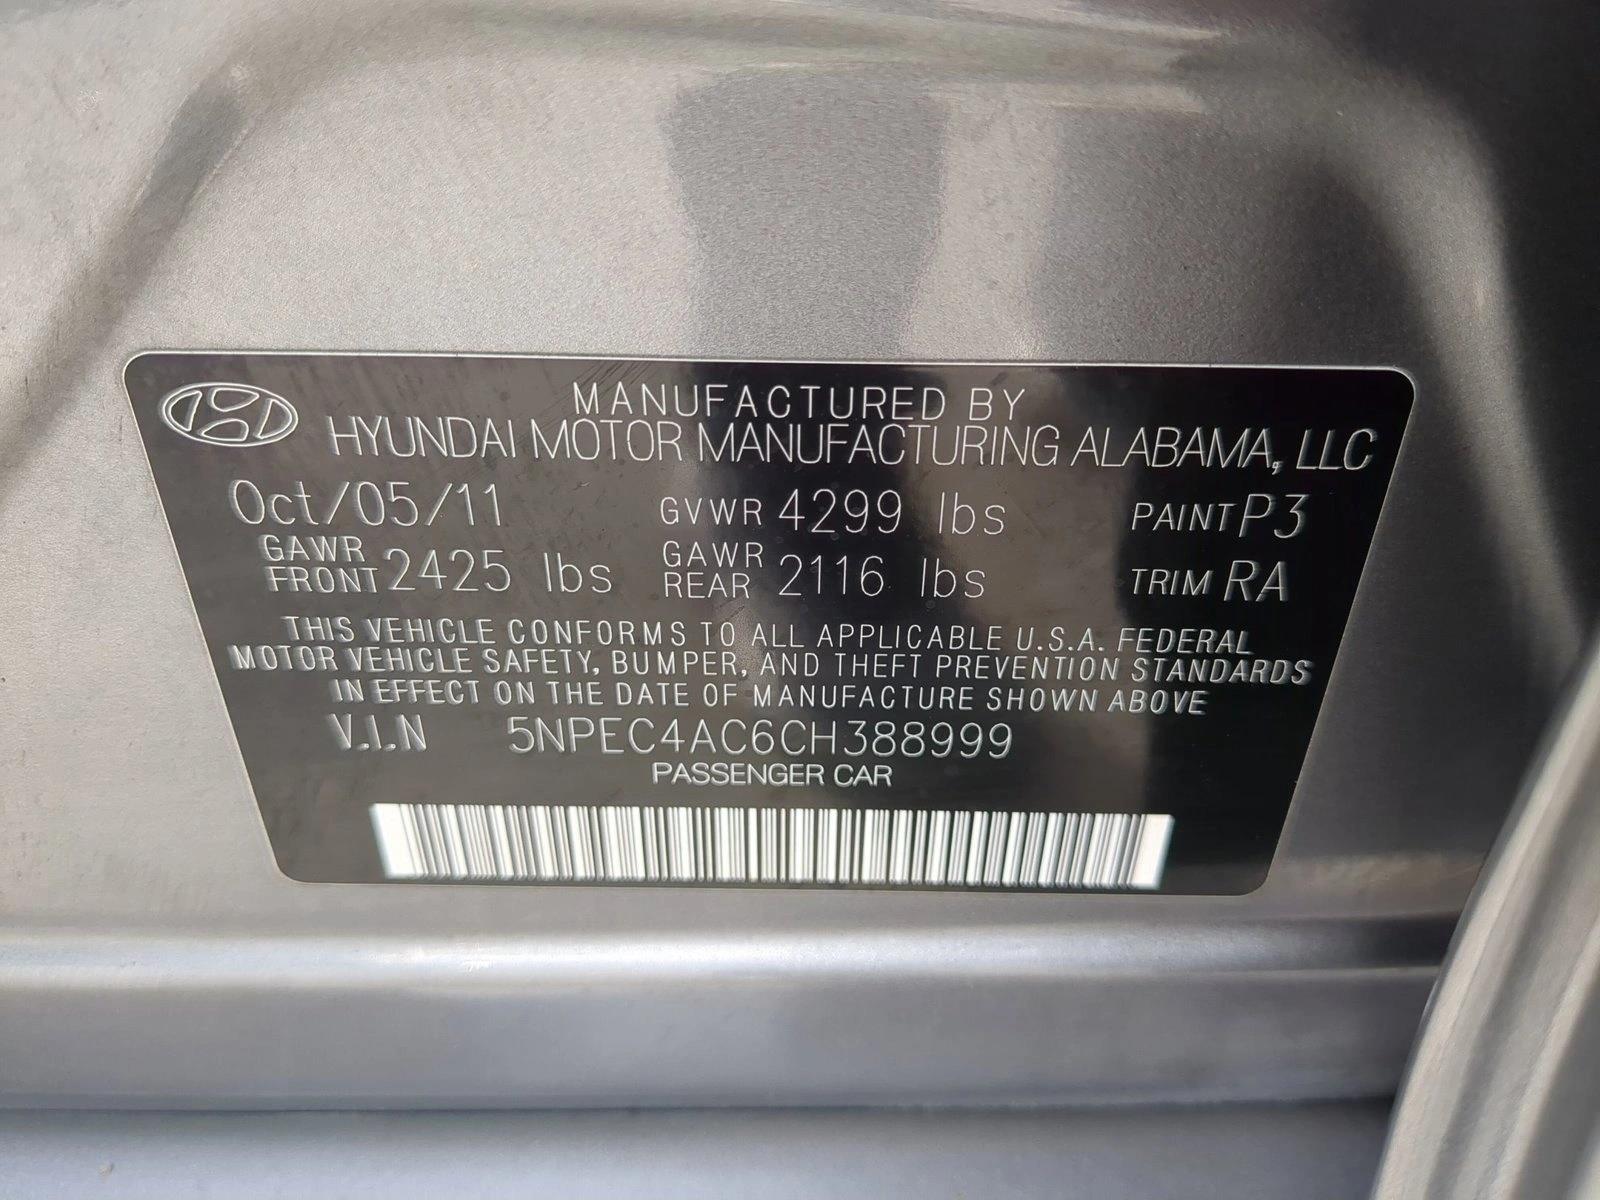 MANUFACTURED BY
HYUNDAI MOTOR MANUFACTURING ALABAMA, LLC
Oct/05/11 GVWR 4299 lbs PAINT P3
GAWR FRONT 2425 lbs GAWR REAR 2116 lbs TRIM RA
THIS VEHICLE CONFORMS TO ALL APPLICABLE U.S.A. FEDERAL
MOTOR VEHICLE SAFETY, BUMPER, AND THEFT PREVENTION STANDARDS
IN EFFECT ON THE DATE OF MANUFACTURE SHOWN ABOVE
V.I.N 5NPEC4AC6CH388999
PASSENGER CAR